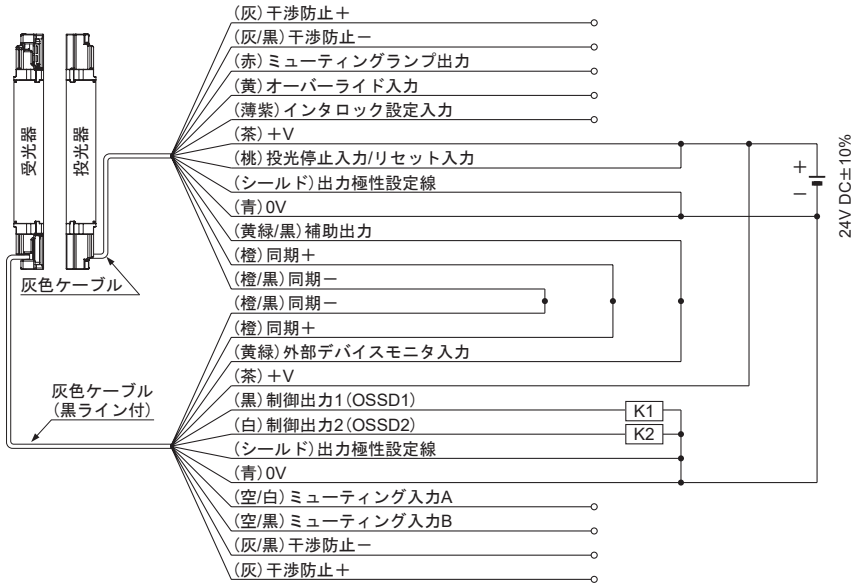 (灰)干渉防止＋
(灰/黒)干渉防止－
(赤)ミューティングランプ出力
(黄)オーバーライド入力
(薄紫)インタロック設定入力
(茶)＋V
(桃)投光停止入力/リセット入力
(シールド)出力極性設定線
(青)0V
(黄緑/黒)補助出力
(橙)同期＋
(橙/黒)同期－
(橙/黒)同期－
(橙)同期＋
(黄緑)外部デバイスモニタ入力
(茶)＋V
(黒)制御出力1(OSSD1)
(白)制御出力2(OSSD2)
(シールド)出力極性設定線
(青)0V
(空/白)ミューティング入力A
(空/黒)ミューティング入力B
(灰/黒)干渉防止－
(灰)干渉防止＋
受光器
投光器
灰色ケーブル
灰色ケーブル
(黒ライン付)
K1
K2
＋
－
24V DC±10%